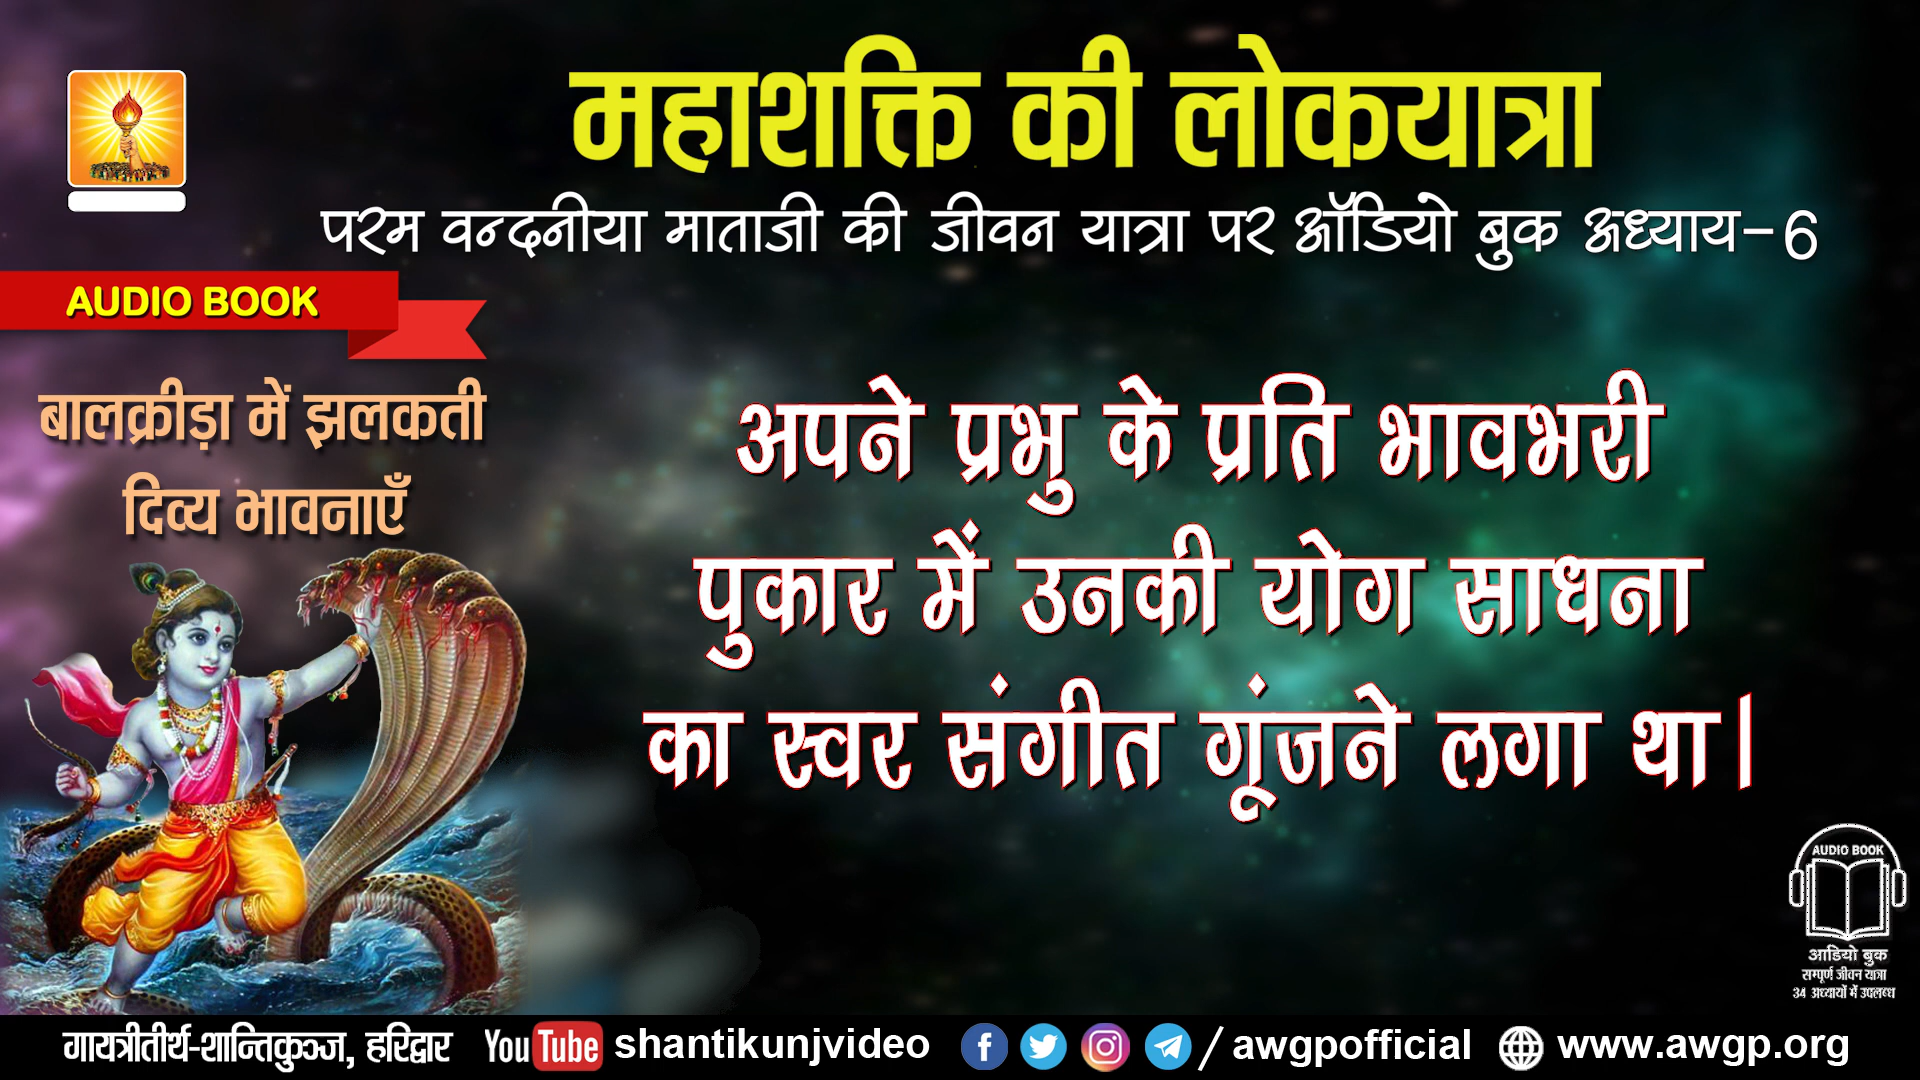 महाशक्ति की लोकयात्रा
परम वन्दनीया माताजी की जीवन यात्रा पर ऑडियो बुक अध्याय-6
AUDIO BOOK
बालक्रीड़ा में झलकती
दिव्य भावनाएँ
अपने प्रभु के प्रति भावभरी
पुकार में उनकी योग साधना
का स्वर संगीत गूंजने लगा था।
AUDIO BOOK
आडियो बुक
सम्पूर्ण जीवन यात्रा
34 अध्यायों में उपलब्ध
गायत्रीतीर्थ-शान्तिकुञ्ज, हरिद्वार YouTube shantikunjvideo /awgpofficial www.awgp.org